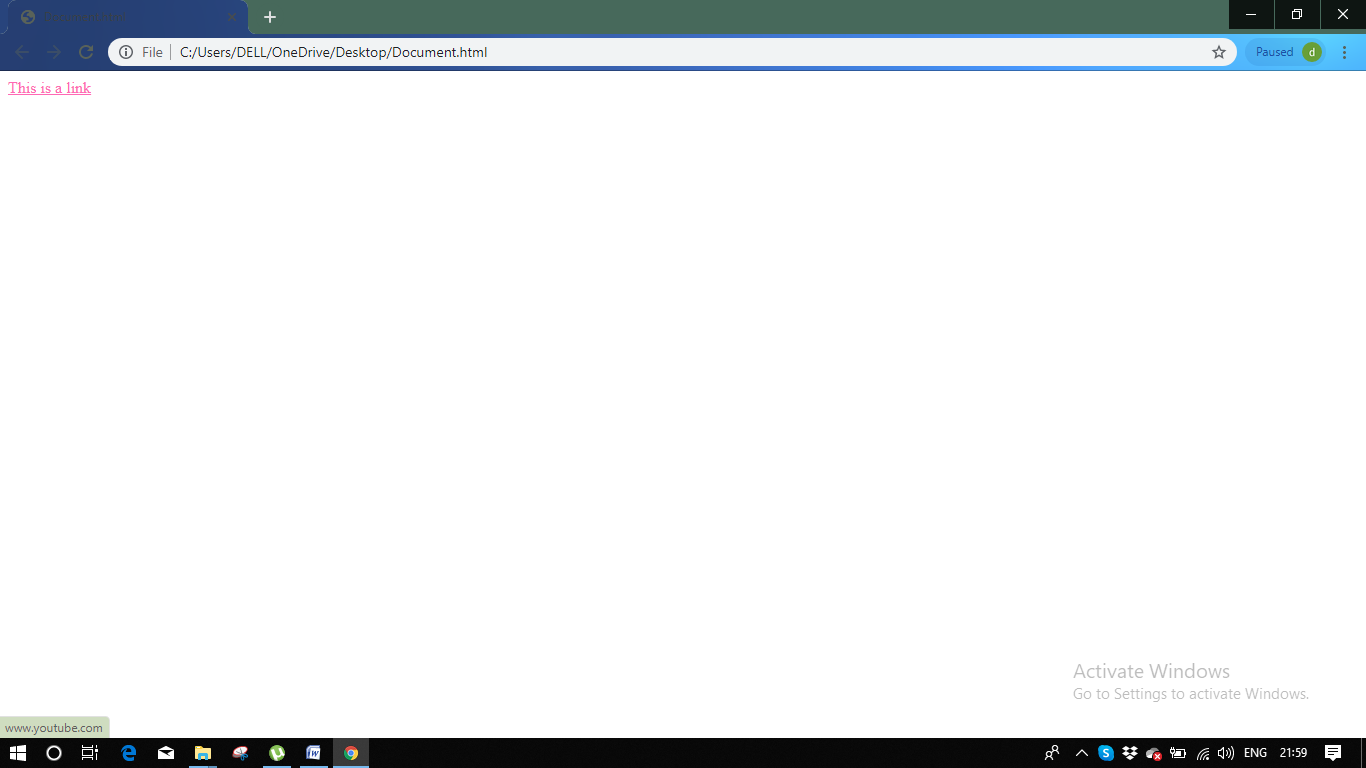 File
C:/Users/DELL/OneDrive/Desktop/Document.html
Paused
d
This is a link
Activate Windows
Go to Settings to activate Windows.
www.youtube.com
ENG
21:59